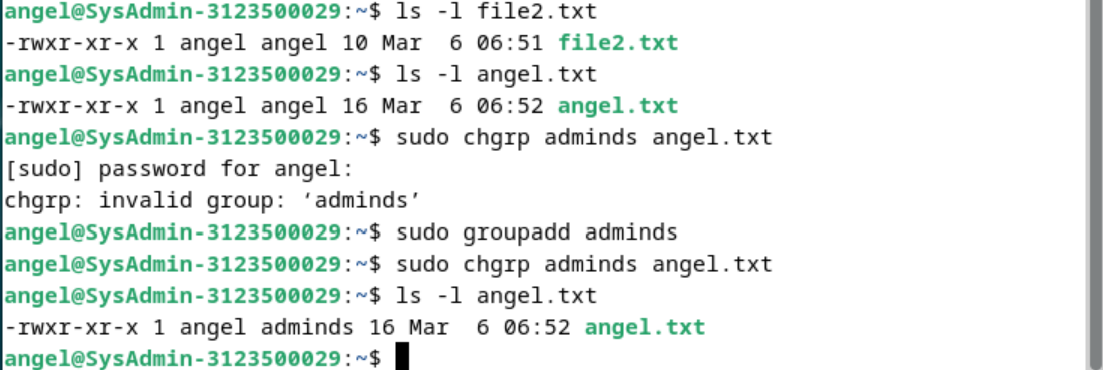 angel@SysAdmin-3123500029:~$ ls -l file2.txt
-rwxr-xr-x 1 angel angel 10 Mar  6 06:51 file2.txt
angel@SysAdmin-3123500029:~$ ls -l angel.txt
-rwxr-xr-x 1 angel angel 16 Mar  6 06:52 angel.txt
angel@SysAdmin-3123500029:~$ sudo chgrp adminds angel.txt
[sudo] password for angel:
chgrp: invalid group: ‘adminds’
angel@SysAdmin-3123500029:~$ sudo groupadd adminds
angel@SysAdmin-3123500029:~$ sudo chgrp adminds angel.txt
angel@SysAdmin-3123500029:~$ ls -l angel.txt
-rwxr-xr-x 1 angel adminds 16 Mar  6 06:52 angel.txt
angel@SysAdmin-3123500029:~$